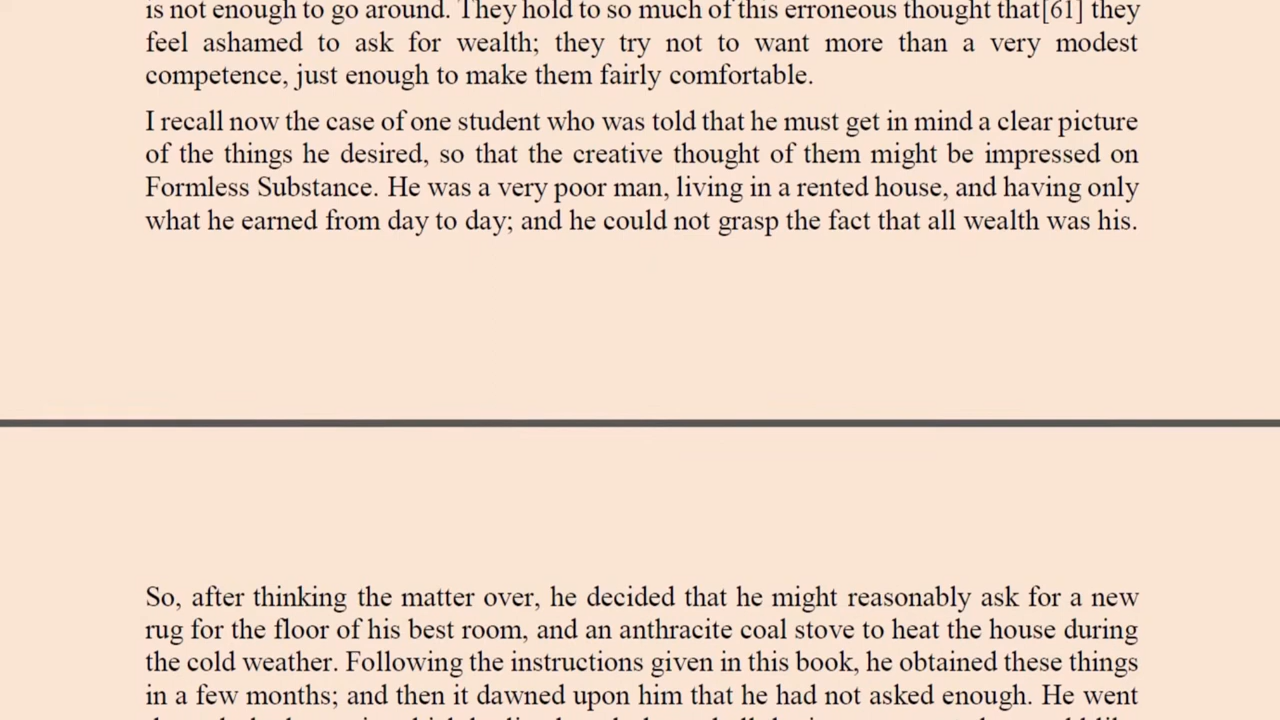 is not enough to go around. They hold to so much of this erroneous thought that[61] they
feel ashamed to ask for wealth; they try not to want more than a very modest
competence, just enough to make them fairly comfortable.
I recall now the case of one student who was told that he must get in mind a clear picture
of the things he desired, so that the creative thought of them might be impressed on
Formless Substance. He was a very poor man, living in a rented house, and having only
what he earned from day to day; and he could not grasp the fact that all wealth was his.
So, after thinking the matter over, he decided that he might reasonably ask for a new
rug for the floor of his best room, and an anthracite coal stove to heat the house during
the cold weather. Following the instructions given in this book, he obtained these things
in a few months; and then it dawned upon him that he had not asked enough. He went